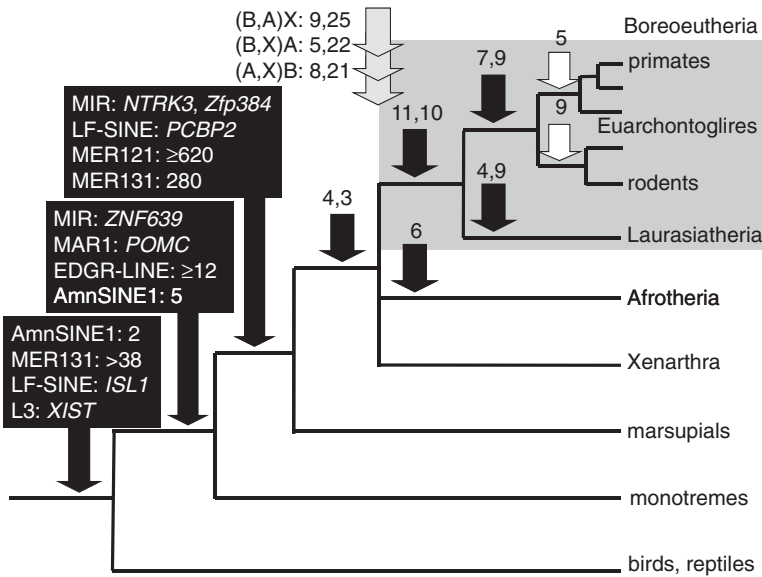 (B,A)X: 9,25
(B,X)A: 5,22
(A,X)B: 8,21
Boreoeutheria
5
7,9
primates
9
11,10
Euarchontoglires
rodents
4,9
Laurasiatheria
MIR: NTRK3, Zfp384
LF-SINE: PCBP2
MER121: ≥620
MER131: 280
4,3
6
MIR: ZNF639
MAR1: POMC
EDGR-LINE: ≥12
AmnSINE1: 5
Afrotheria
AmnSINE1: 2
MER131: >38
LF-SINE: ISL1
L3: XIST
Xenarthra
marsupials
monotremes
birds, reptiles